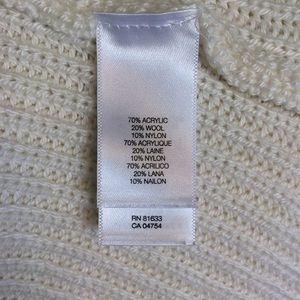 70% ACRYLIC
20% WOOL
10% NYLON
70% ACRYLIQUE
20% LAINE
10% NYLON
70% ACRILICO
20% LANA
10% NAILON
RN 81633
CA 04754